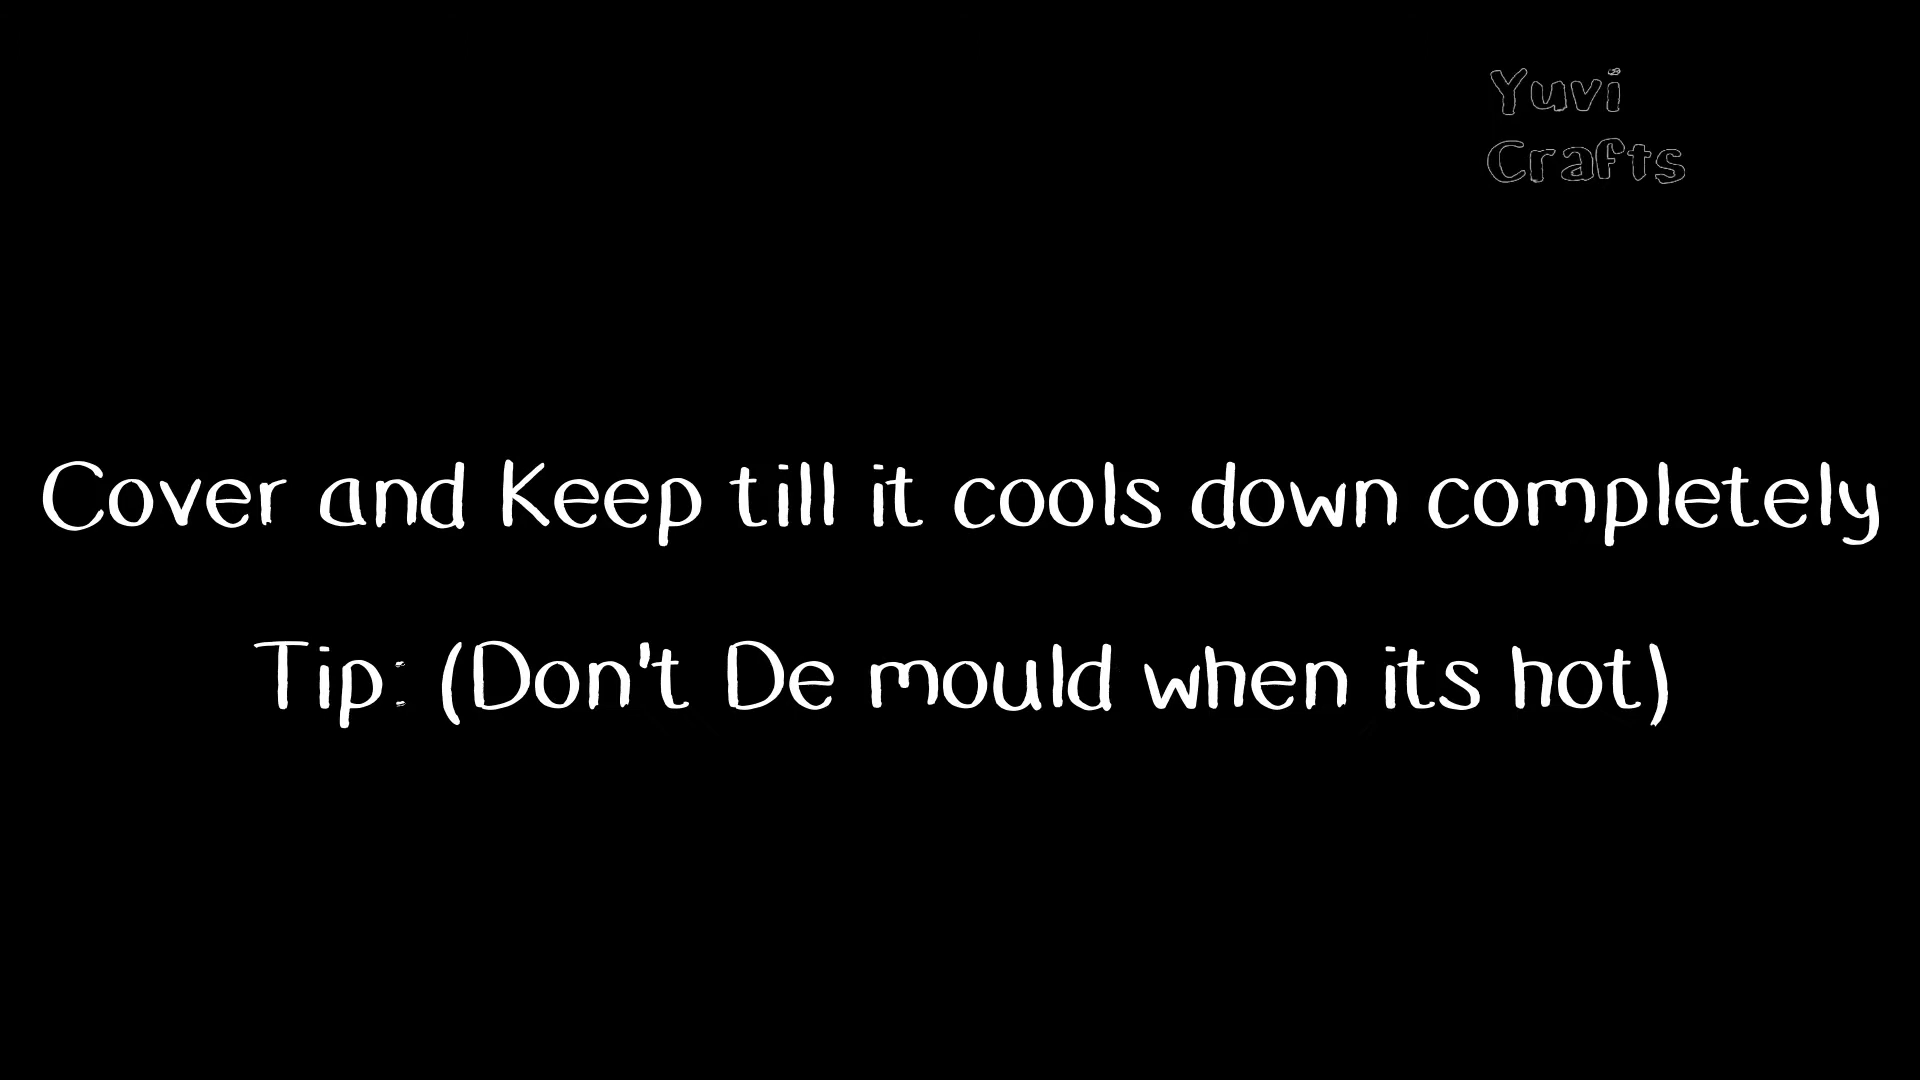 Yuvi
Crafts
Cover and Keep till it cools down completely
Tip: (Don't De mould when its hot)